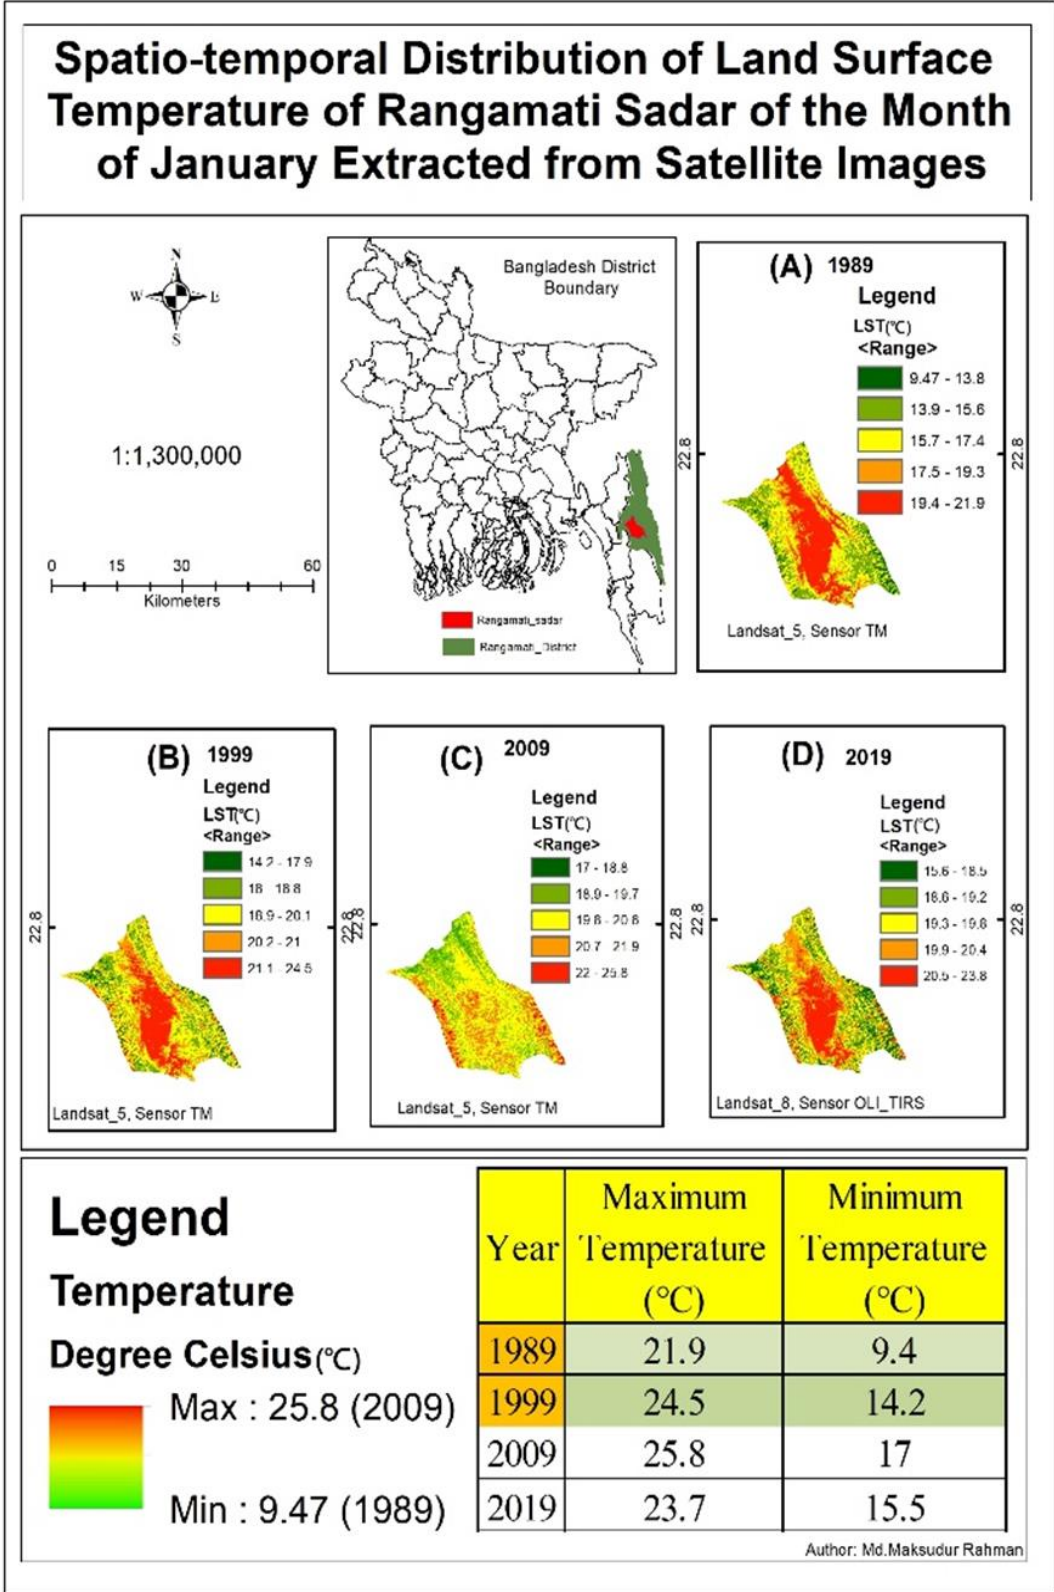 Spatio-temporal Distribution of Land Surface
Temperature of Rangamati Sadar of the Month
of January Extracted from Satellite Images
N
W E
S
1:1,300,000
0 15 30 60
Kilometers
Bangladesh District
Boundary
Rangamati_sadar
Rangamati_District
(A) 1989
Legend
LST(℃)
<Range>
9.47 - 13.8
13.9 - 15.6
15.7 - 17.4
17.5 - 19.3
19.4 - 21.9
22.8
22.8
Landsat_5, Sensor TM
(B) 1999
Legend
LST(℃)
<Range>
14.2 - 17.9
18 18.8
18.9 - 20.1
20.2 - 21
21.1 - 24.5
22.8
22.8
Landsat_5, Sensor TM
(C) 2009
Legend
LST(℃)
<Range>
17 - 18.8
18.9 - 19.7
19.8 - 20.6
20.7 21.9
22 - 25.8
22.8
22.8
Landsat_5, Sensor TM
(D) 2019
Legend
LST(℃)
<Range>
15.6 - 18.5
18.6 - 19.2
19.3 - 19.8
19.9 - 20.4
20.5 - 23.8
22.8
22.8
Landsat_8, Sensor OLI_TIRS
Legend
Temperature
Degree Celsius(℃)
Max : 25.8 (2009)
Min : 9.47 (1989)
Year Maximum Temperature (°C) Minimum Temperature (°C)
1989 21.9 9.4
1999 24.5 14.2
2009 25.8 17
2019 23.7 15.5
Author: Md.Maksudur Rahman